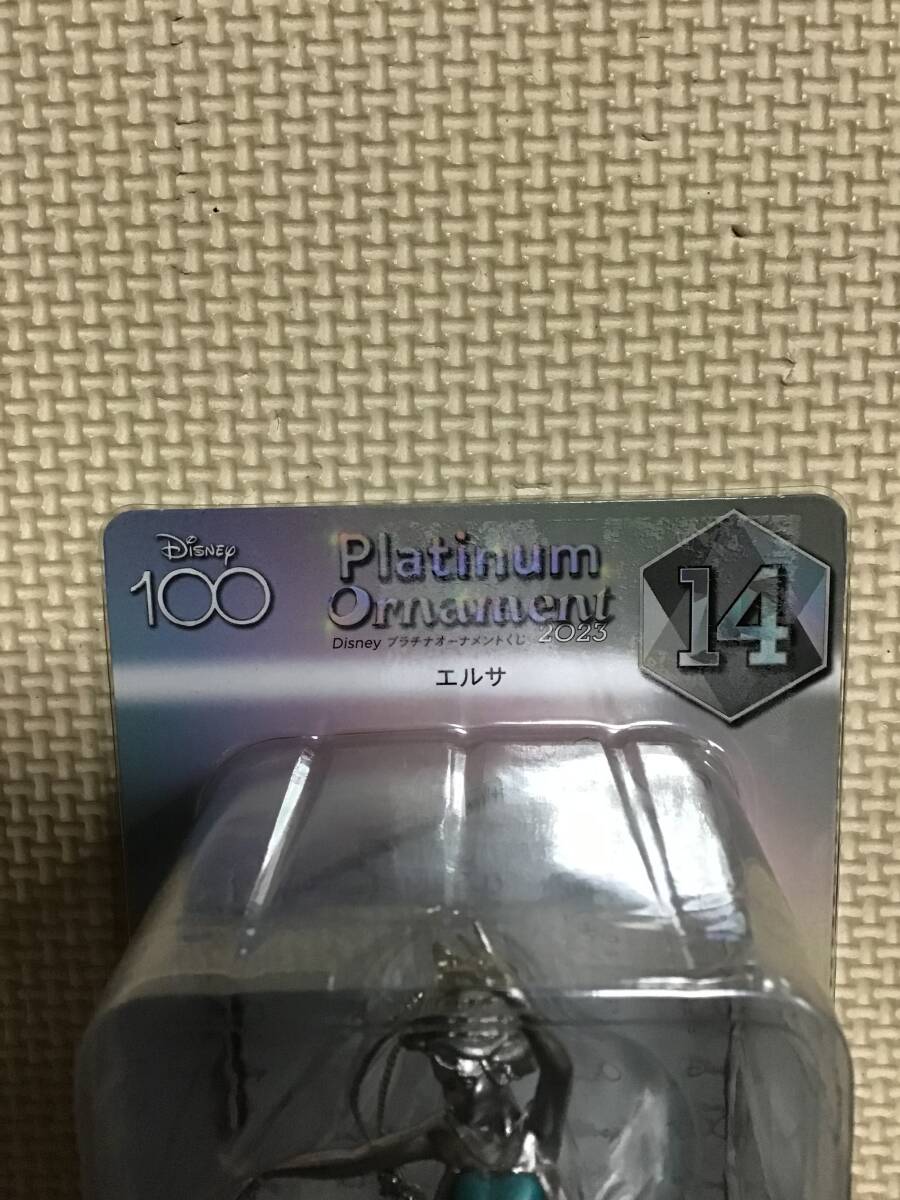 Disney
100
Platinum
Ornament
2023
Disney プラチナオーナメントくじ
エルサ
14